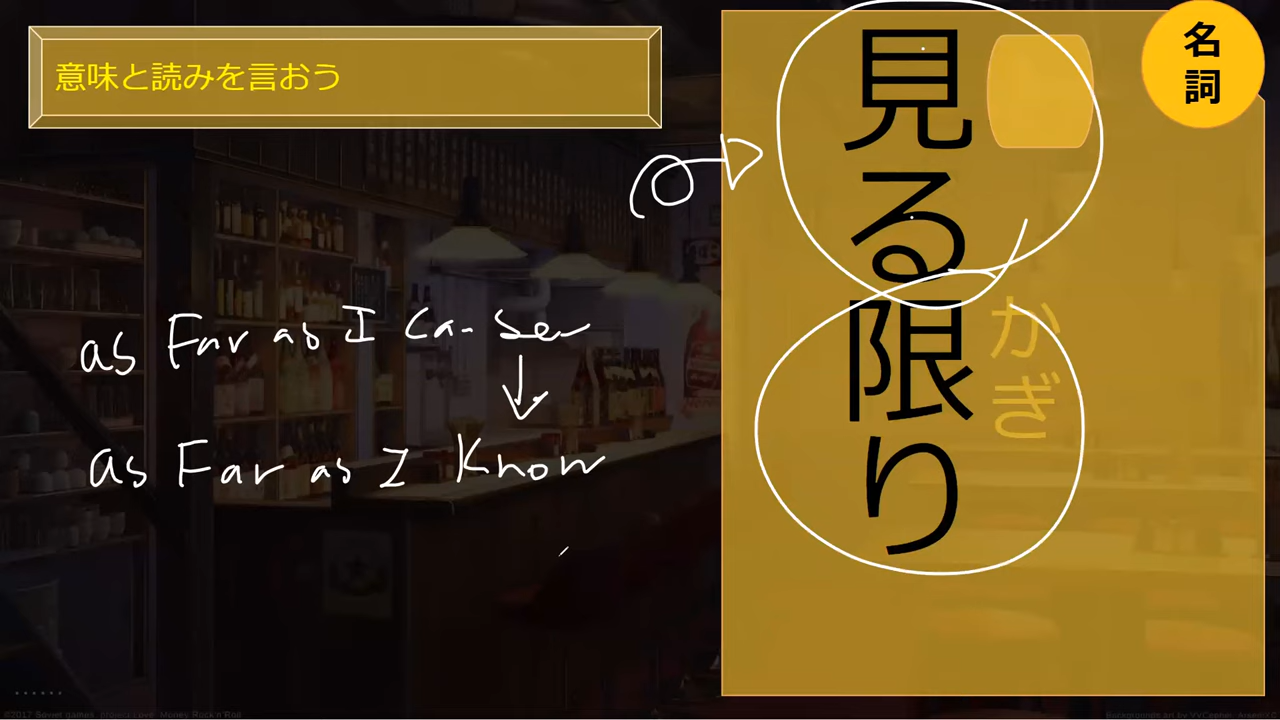 意味と読みを言おう
名詞
見る限り
かぎ
as Far as I Ca- See
as Far as I Know
......